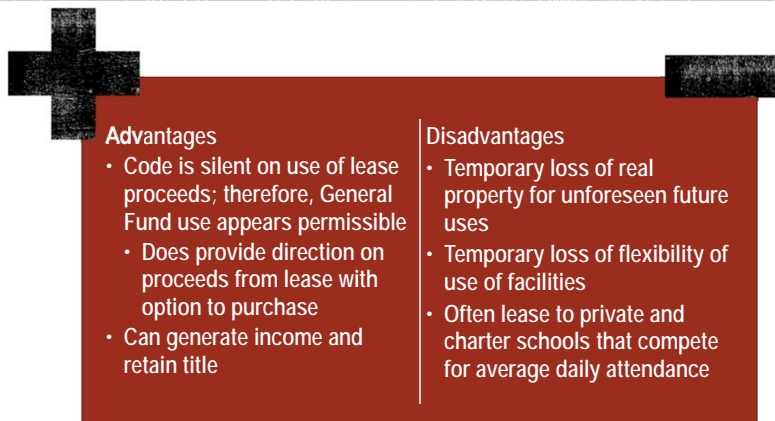 Advantages
• Code is silent on use of lease
proceeds; therefore, General
Fund use appears permissible
• Does provide direction on
proceeds from lease with
option to purchase
• Can generate income and
retain title
Disadvantages
• Temporary loss of real
property for unforeseen future
uses
• Temporary loss of flexibility of
use of facilities
• Often lease to private and
charter schools that compete
for average daily attendance